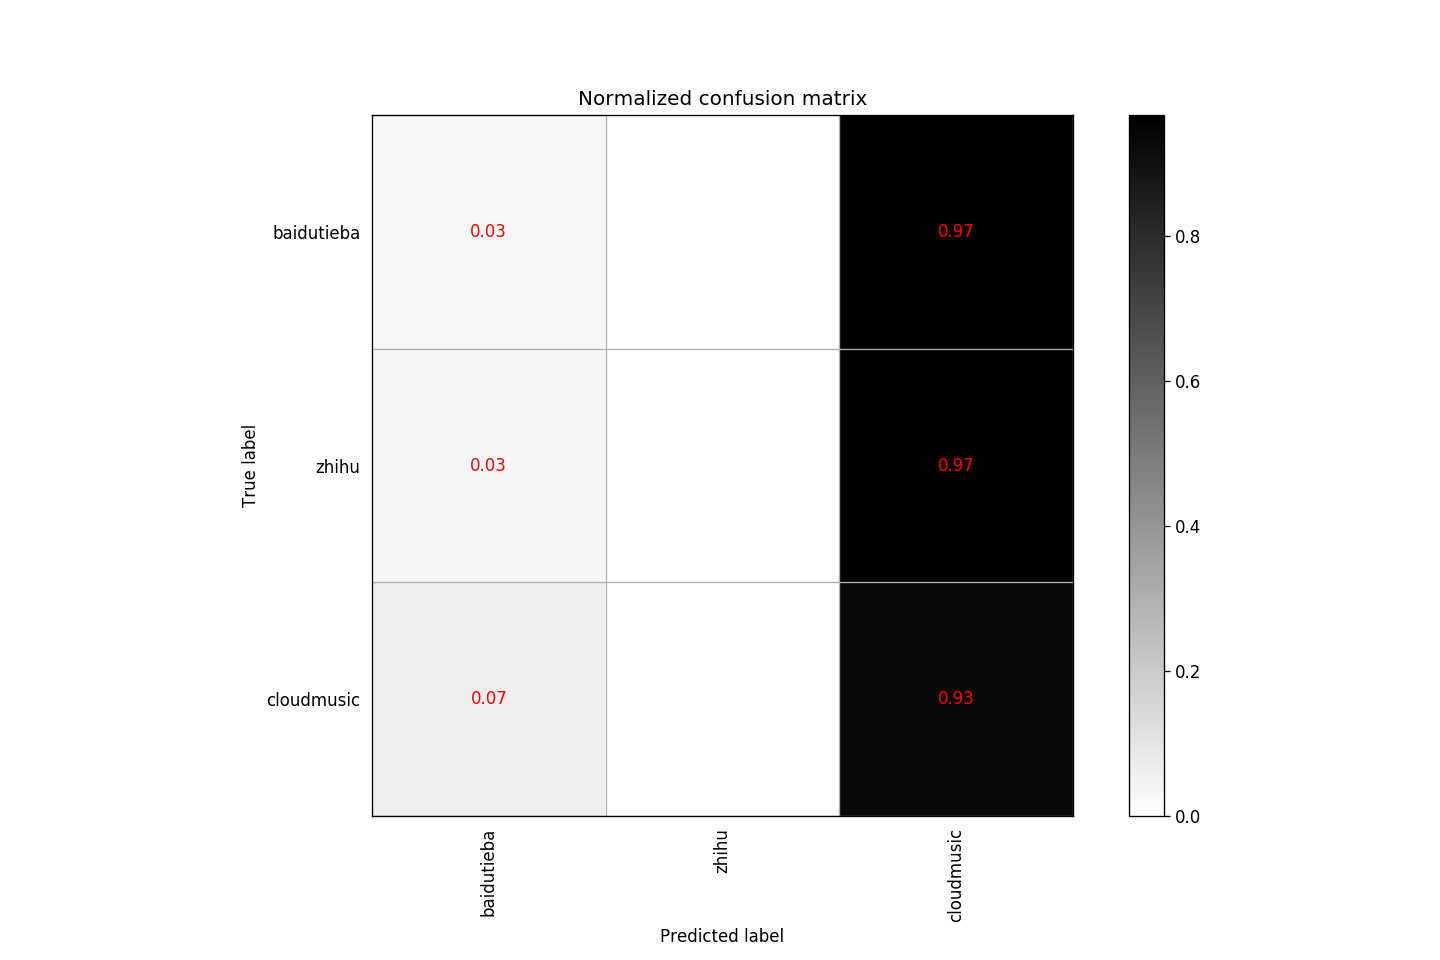 Normalized confusion matrix
baidutieba
0.03
0.97
0.8
0.6
True label
zhihu
0.03
0.97
0.4
0.2
cloudmusic
0.07
0.93
0.0
baidutieba
zhihu
cloudmusic
Predicted label